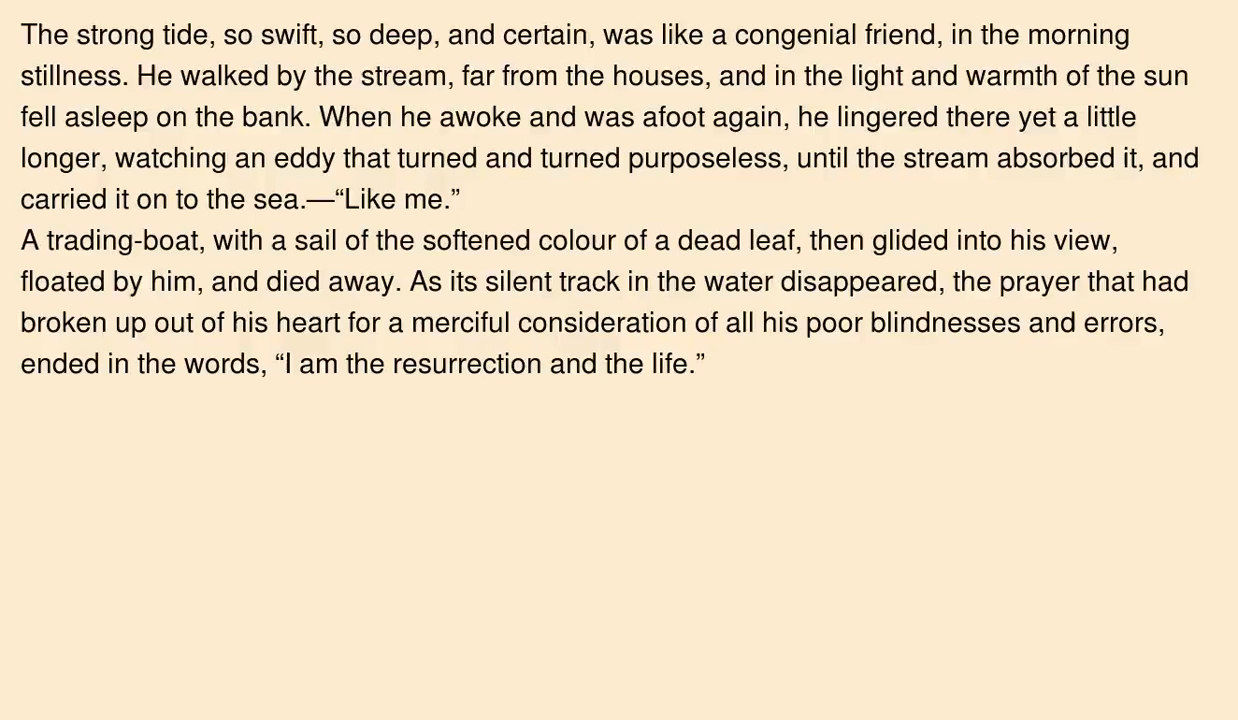 The strong tide, so swift, so deep, and certain, was like a congenial friend, in the morning
stillness. He walked by the stream, far from the houses, and in the light and warmth of the sun
fell asleep on the bank. When he awoke and was afoot again, he lingered there yet a little
longer, watching an eddy that turned and turned purposeless, until the stream absorbed it, and
carried it on to the sea.—“Like me.”
A trading-boat, with a sail of the softened colour of a dead leaf, then glided into his view,
floated by him, and died away. As its silent track in the water disappeared, the prayer that had
broken up out of his heart for a merciful consideration of all his poor blindnesses and errors,
ended in the words, “I am the resurrection and the life.”